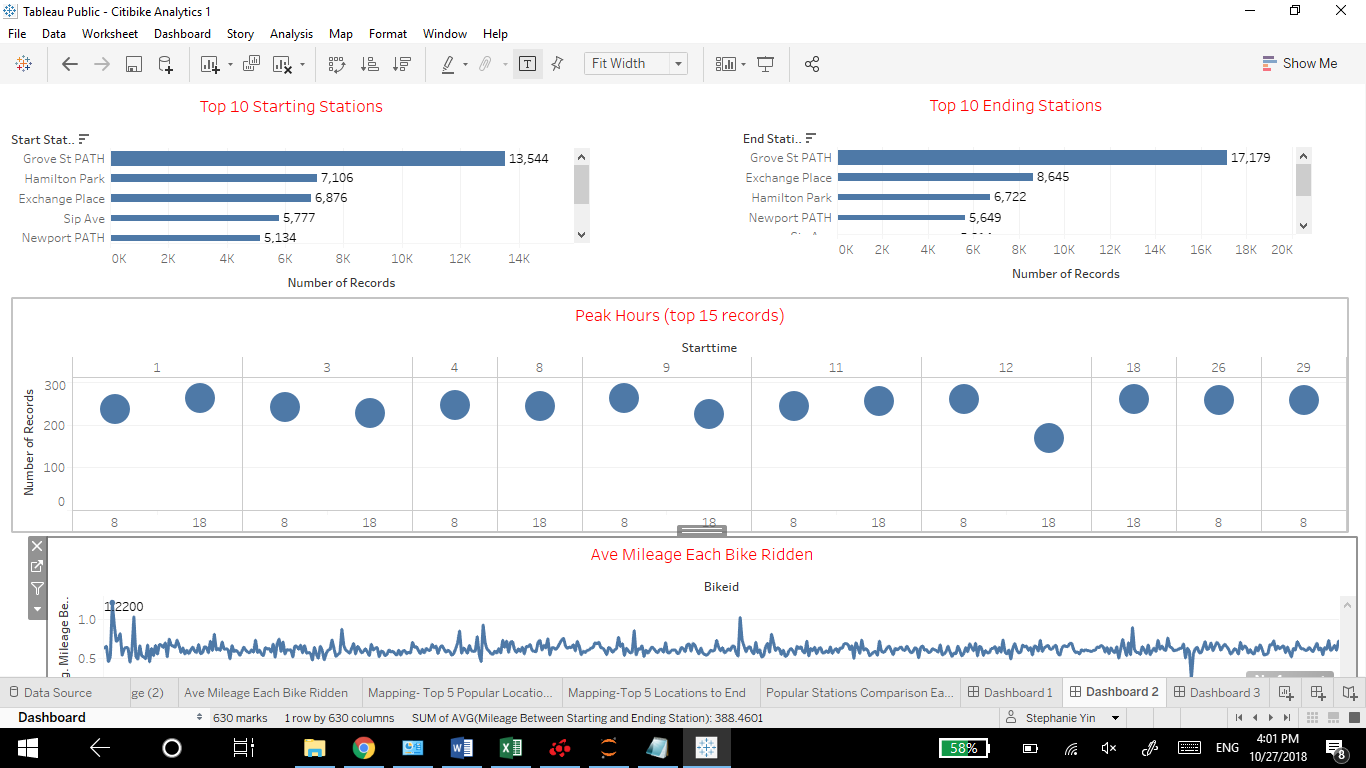 Tableau Public - Citibike Analytics 1
File Data Worksheet Dashboard Story Analysis Map Format Window Help
Fit Width
Show Me
Top 10 Starting Stations
Start Stat..
Grove St PATH 13,544
Hamilton Park 7,106
Exchange Place 6,876
Sip Ave 5,777
Newport PATH 5,134
0K 2K 4K 6K 8K 10K 12K 14K
Number of Records
Top 10 Ending Stations
End Stati..
Grove St PATH 17,179
Exchange Place 8,645
Hamilton Park 6,722
Newport PATH 5,649
0K 2K 4K 6K 8K 10K 12K 14K 16K 18K 20K
Number of Records
Peak Hours (top 15 records)
Starttime
1 3 4 8 9 11 12 18 26 29
Number of Records
300
200
100
0
8 18 8 18 8 18 8 18 8 18 8 18 18 8 8
Ave Mileage Each Bike Ridden
Bikeid
g.Mileage Be..
1.2200
1.0
0.5
Data Source ge (2) Ave Mileage Each Bike Ridden Mapping- Top 5 Popular Locatio... Mapping-Top 5 Locations to End Popular Stations Comparison Ea... Dashboard 1 Dashboard 2 Dashboard 3
Dashboard 630 marks 1 row by 630 columns SUM of AVG(Mileage Between Starting and Ending Station): 388.4601 Stephanie Yin
58% ENG 4:01 PM
10/27/2018 8